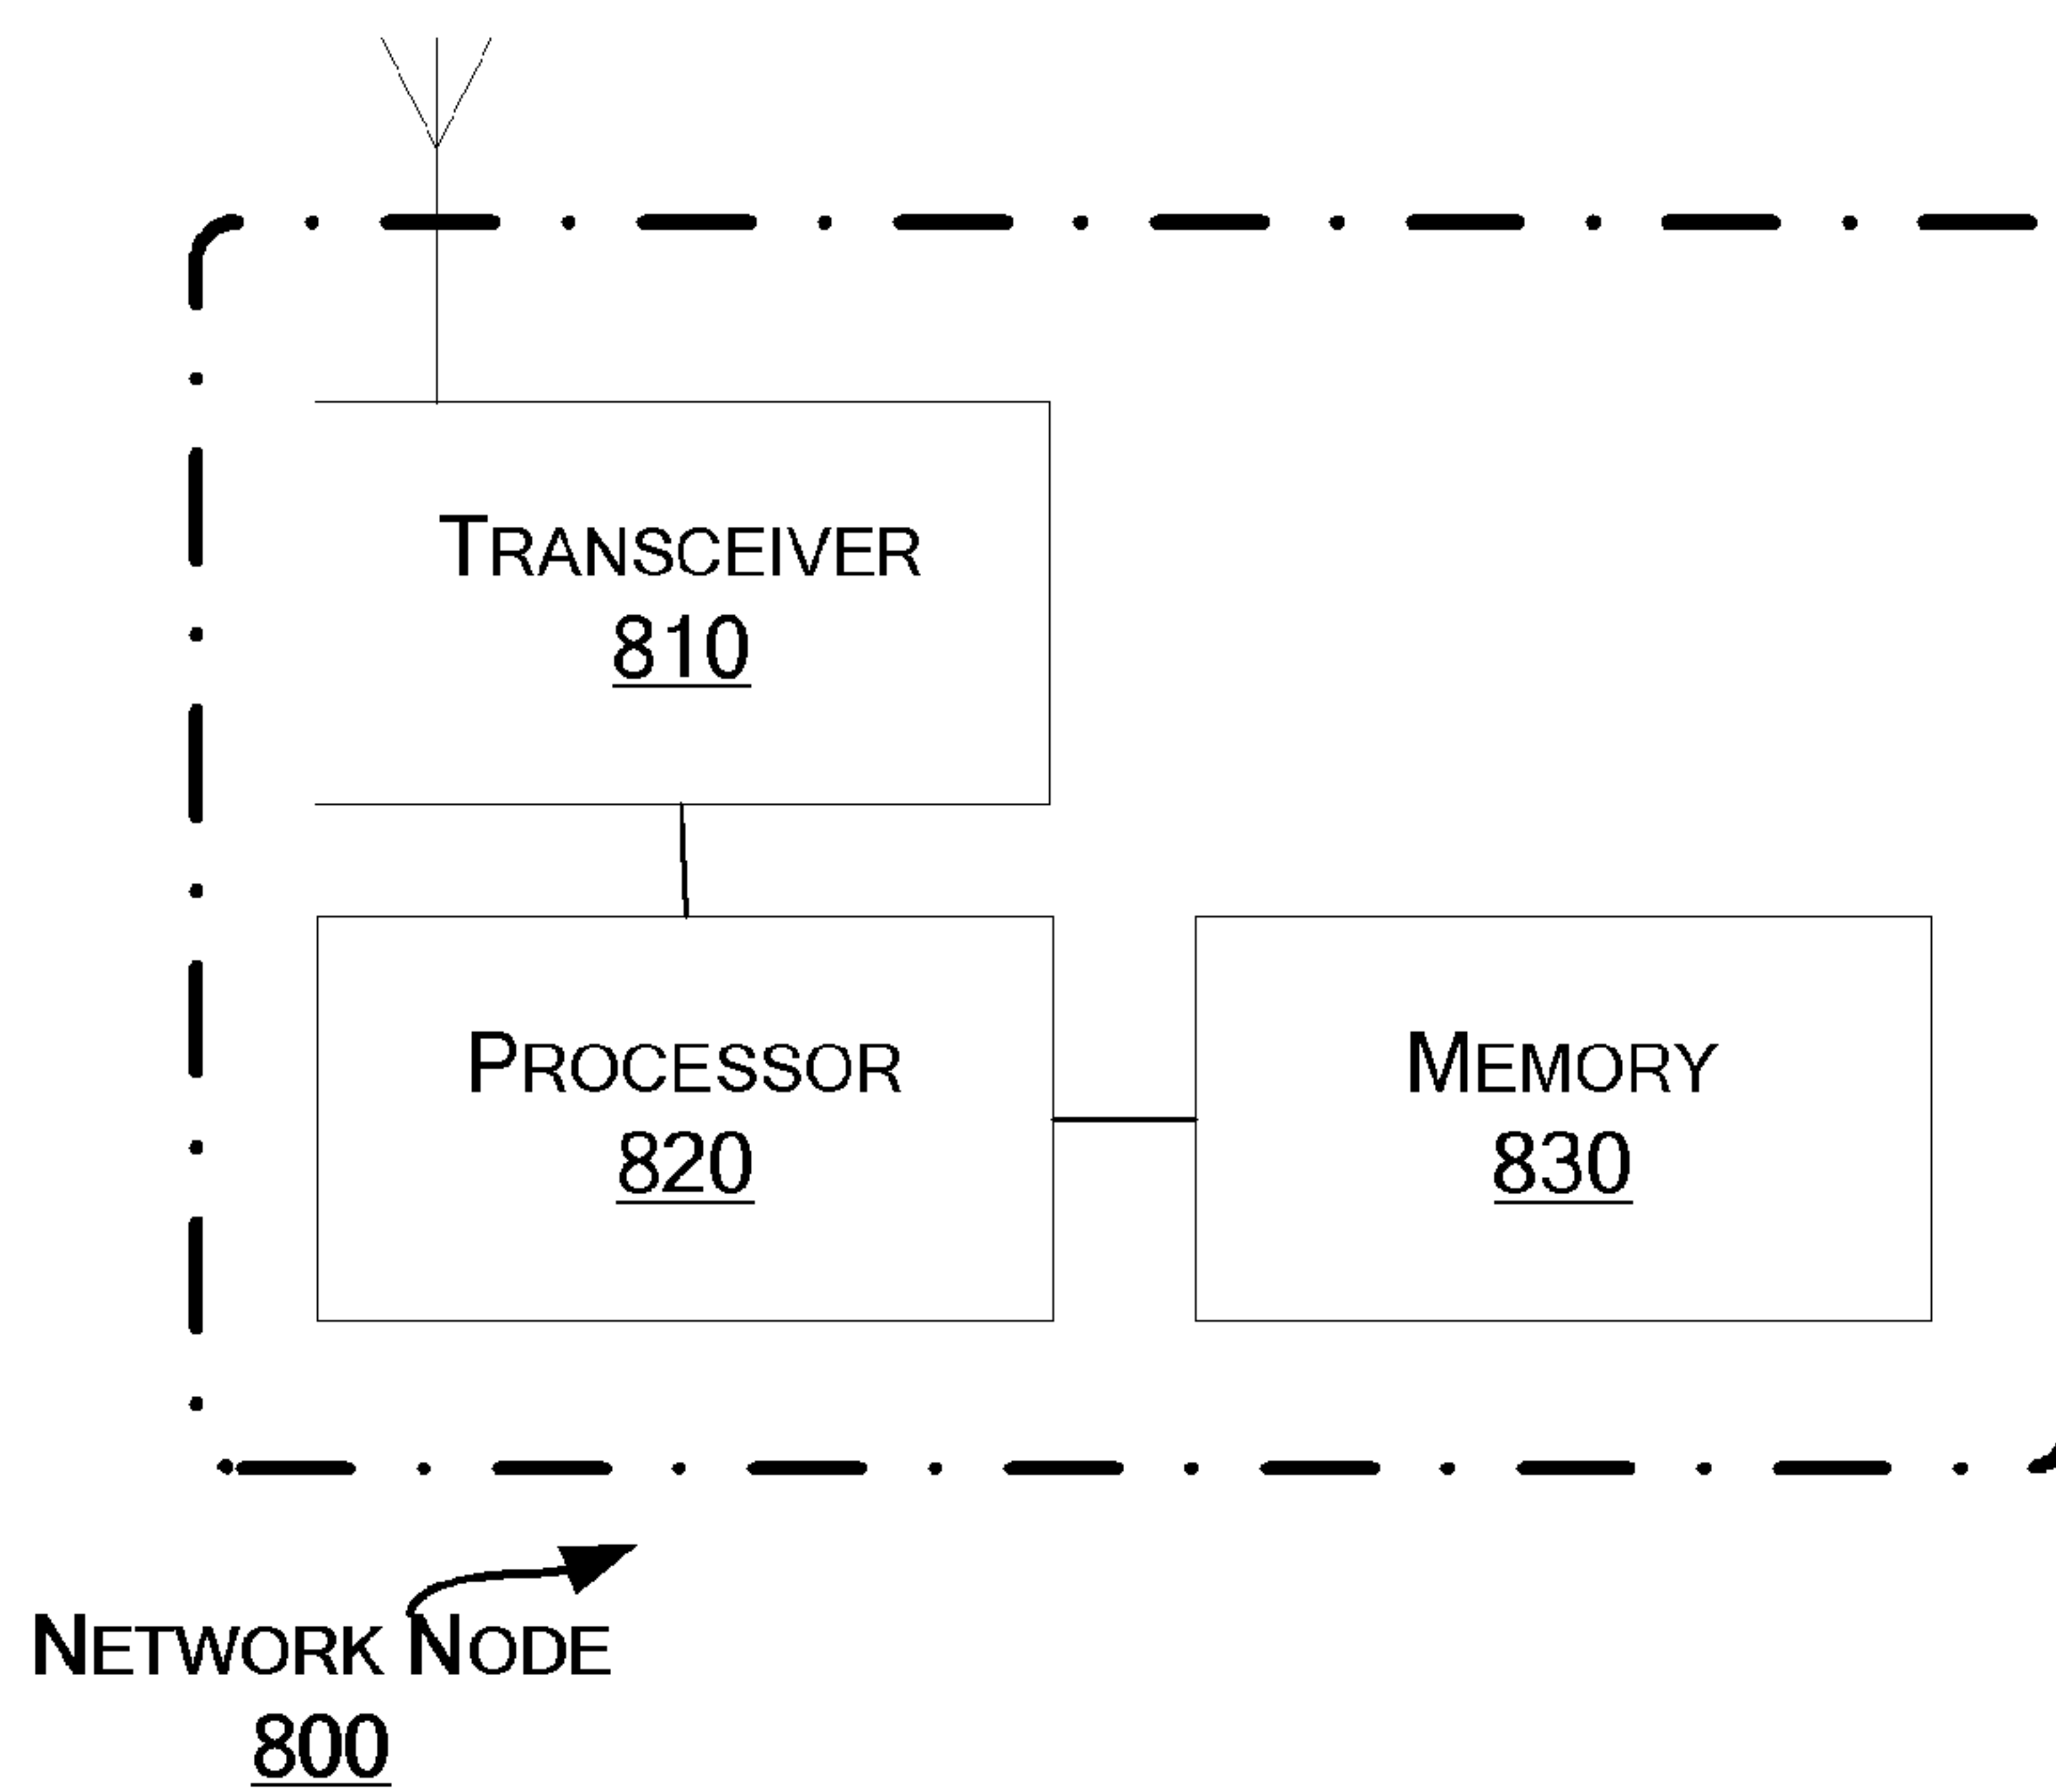 TRANSCEIVER
810
PROCESSOR
820
MEMORY
830
NETWORK NODE
800